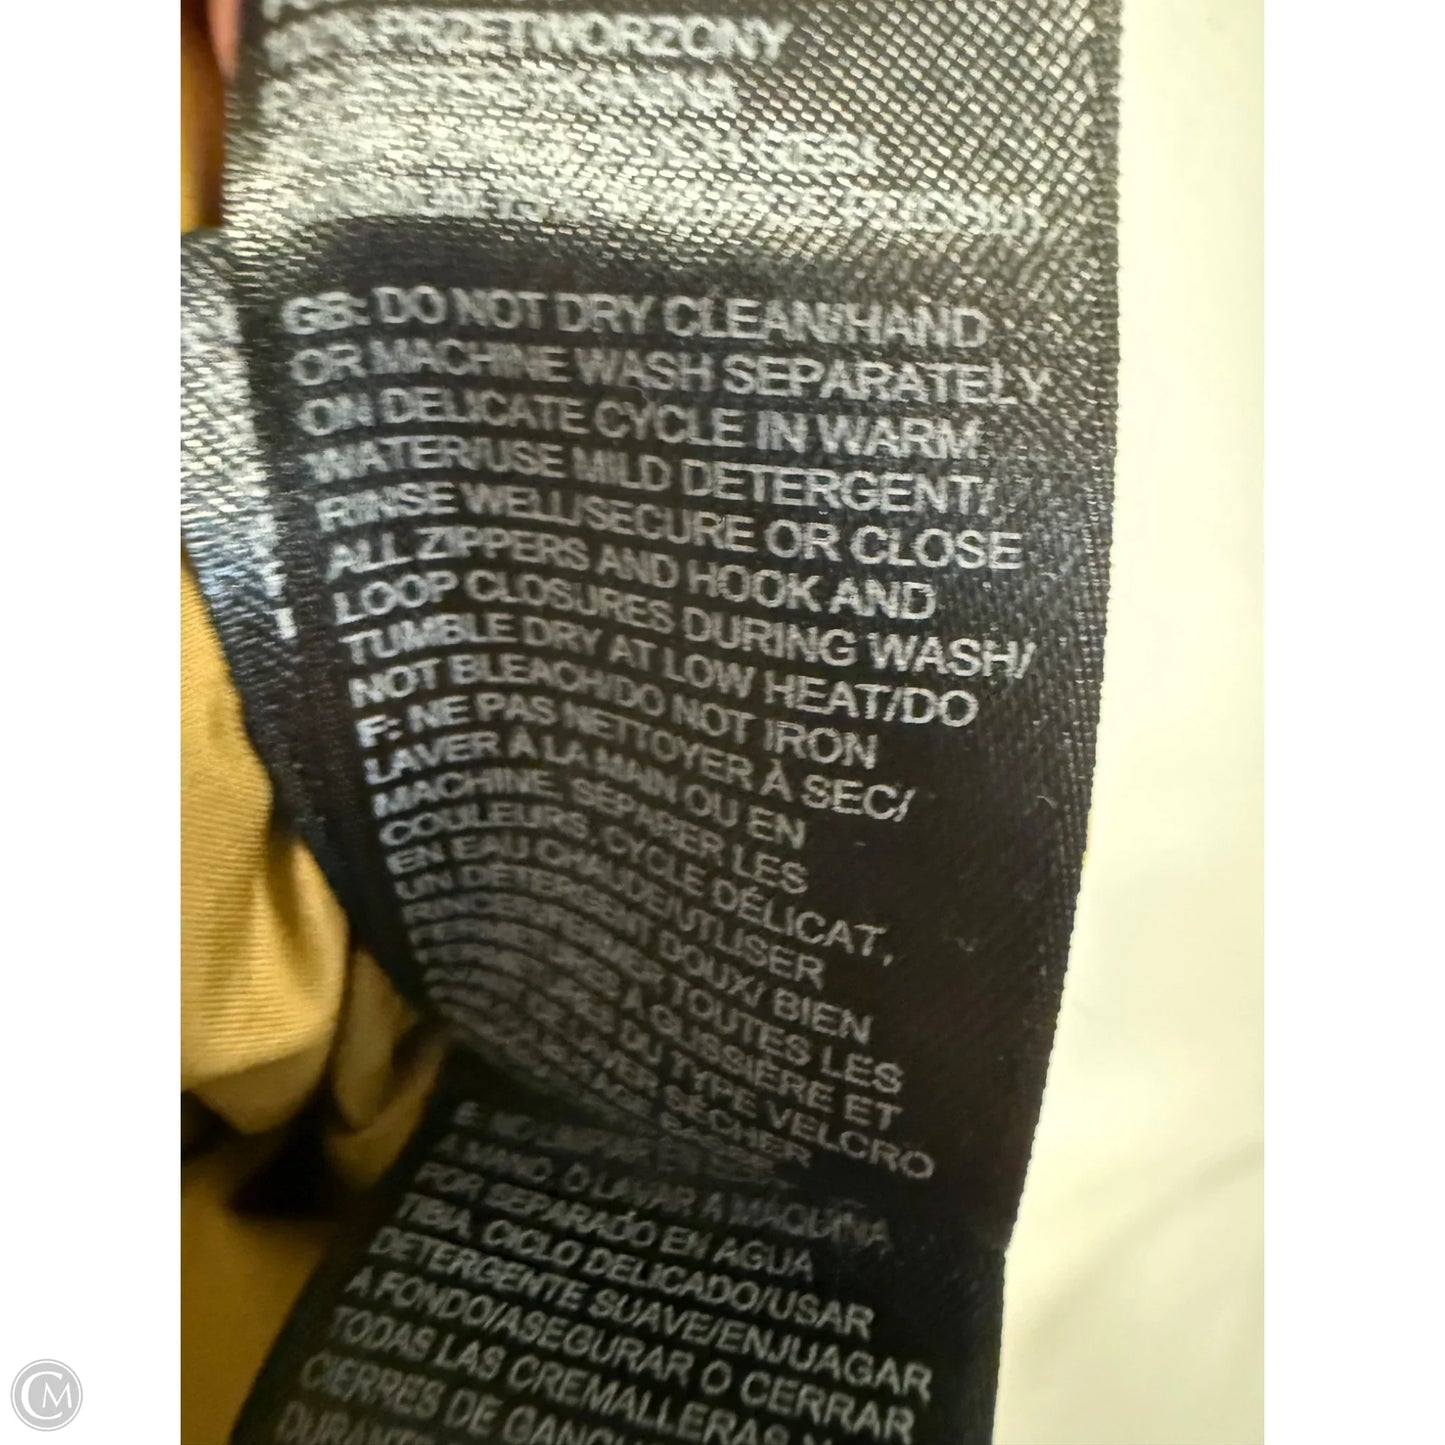 PRZETWORZONY
GB: DO NOT DRY CLEAN/HAND
OR MACHINE WASH SEPARATELY
ON DELICATE CYCLE IN WARM
WATER/USE MILD DETERGENT/
RINSE WELL/SECURE OR CLOSE
ALL ZIPPERS AND HOOK AND
LOOP CLOSURES DURING WASH/
TUMBLE DRY AT LOW HEAT/DO
NOT BLEACH/DO NOT IRON
F: NE PAS NETTOYER À SEC/
LAVER À LA MAIN OU EN
MACHINE. SÉPARER LES
COULEURS. CYCLE DÉLICAT,
EN EAU CHAUDE/UTLISER
UN DÉTERGENT DOUX/ BIEN
RINCER/FERMER TOUTES LES
À GLISSIÈRE ET
DU TYPE VELCRO
SÉCHER
A MANO, O LAVAR A MÁQUINA
POR SEPARADO EN AGUA
TIBIA, CICLO DELICADO/USAR
DETERGENTE SUAVE/ENJUAGAR
A FONDO/ASEGURAR O CERRAR
TODAS LAS CREMALLERAS Y
CIERRES DE
CM